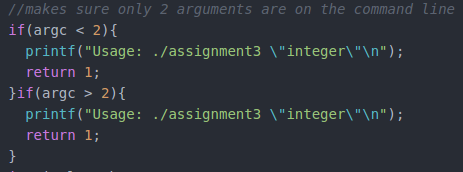 //makes sure only 2 arguments are on the command line
if(argc < 2){
  printf("Usage: ./assignment3 \"integer\"\n");
  return 1;
}if(argc > 2){
  printf("Usage: ./assignment3 \"integer\"\n");
  return 1;
}